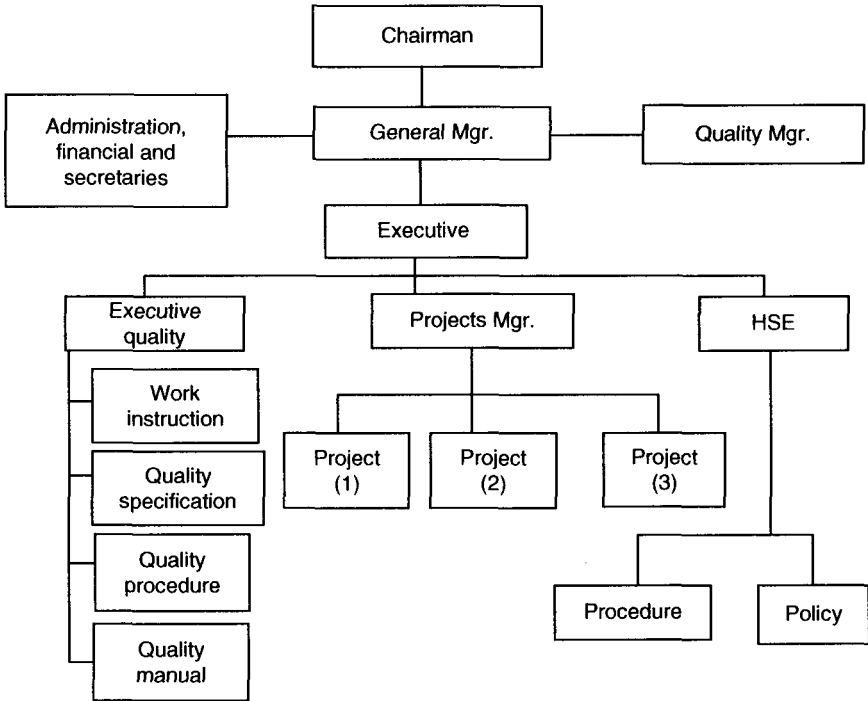 Chairman
Administration,
financial and
secretaries
General Mgr.
Quality Mgr.
Executive
Executive
quality
Projects Mgr.
HSE
Work
instruction
Quality
specification
Quality
procedure
Quality
manual
Project
(1)
Project
(2)
Project
(3)
Procedure
Policy